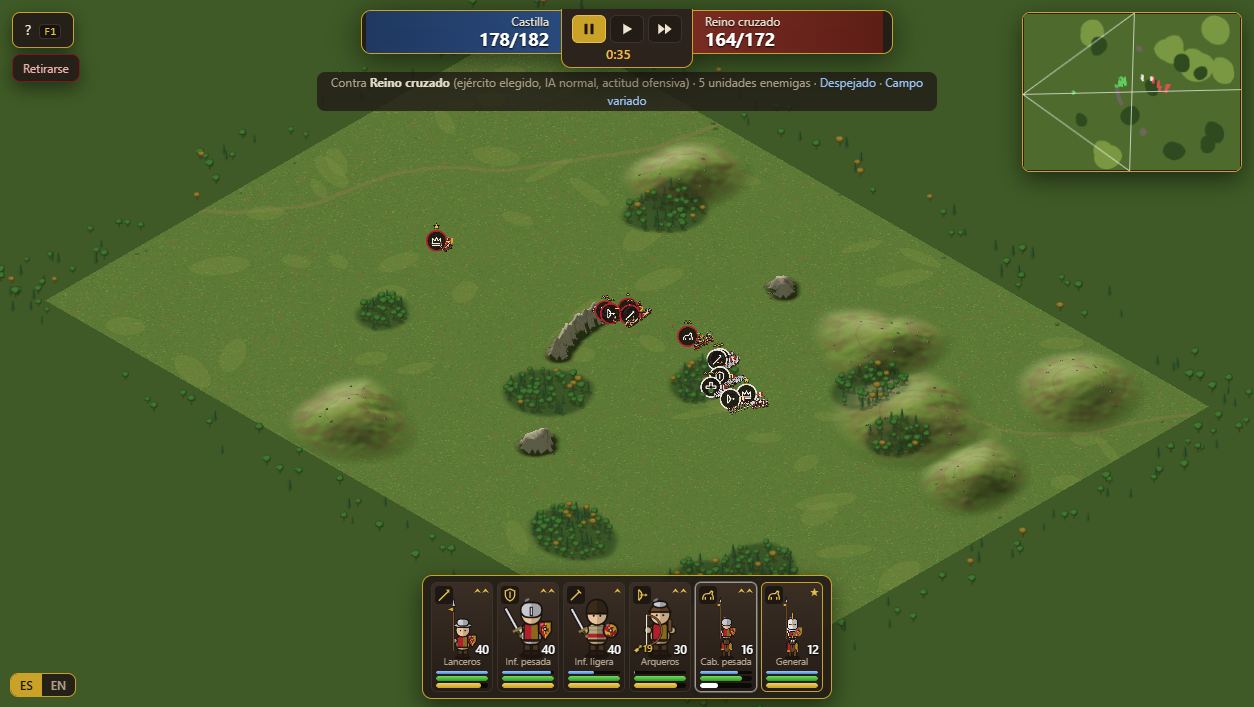 ? F1
Retirarse
Castilla
178/182
0:35
Reino cruzado
164/172
Contra Reino cruzado (ejército elegido, IA normal, actitud ofensiva) · 5 unidades enemigas · Despejado · Campo
variado
40
Lanceros
40
Inf. pesada
40
Inf. ligera
19
30
Arqueros
16
Cab. pesada
12
General
ES EN